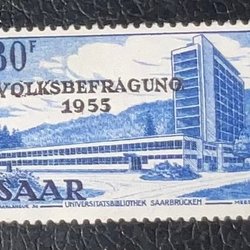 30F
VOLKSBEFRAGUNG
1955
SAAR
UNIVERSITÄTSBIBLIOTHEK SAARBRÜCKEN